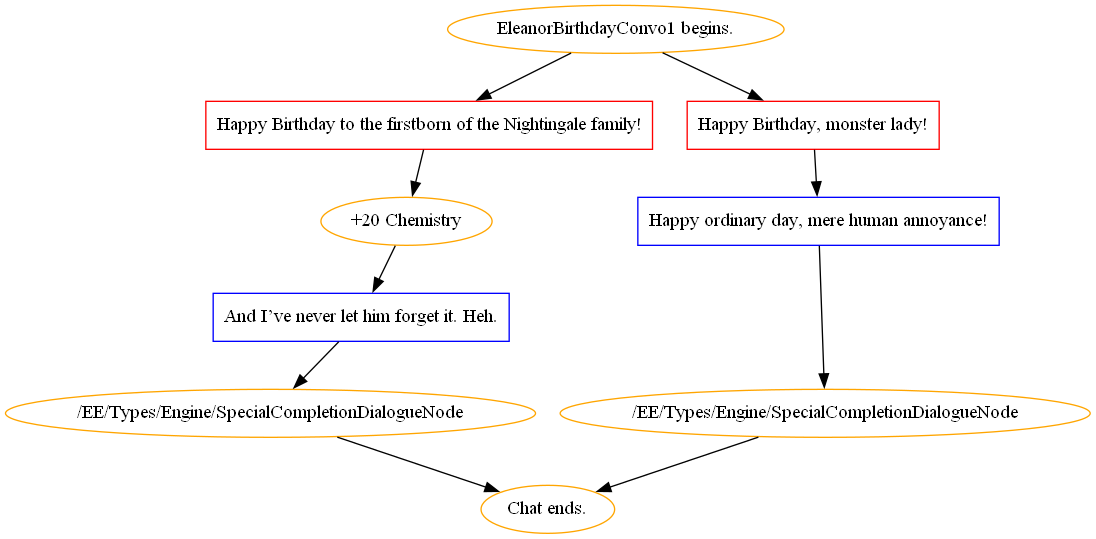 EleanorBirthdayConvo1 begins.
Happy Birthday to the firstborn of the Nightingale family!
Happy Birthday, monster lady!
+20 Chemistry
Happy ordinary day, mere human annoyance!
And I’ve never let him forget it. Heh.
/EE/Types/Engine/SpecialCompletionDialogueNode
/EE/Types/Engine/SpecialCompletionDialogueNode
Chat ends.